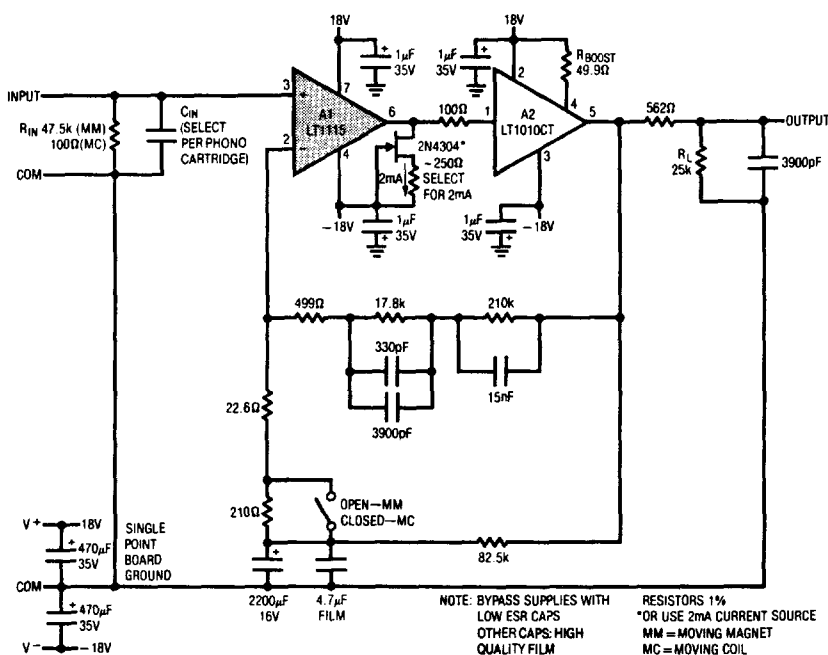 18V
18V
1µF
35V
1µF
35V
RBOOST
49.9Ω
7
2
4
INPUT
3
+
A1
LT1115
6
100Ω
1
A2
LT1010CT
5
562Ω
OUTPUT
RIN 47.5k (MM)
100Ω (MC)
CIN
(SELECT
PER PHONO
CARTRIDGE)
2
−
4
2N4304*
~250Ω
SELECT
FOR 2mA
2mA
3
RL
25k
3900pF
COM
−18V
1µF
35V
1µF
35V
−18V
499Ω
17.8k
210k
330pF
3900pF
15nF
22.6Ω
210Ω
OPEN—MM
CLOSED—MC
82.5k
V+
18V
470µF
35V
SINGLE
POINT
BOARD
GROUND
COM
470µF
35V
V−
−18V
2200µF
16V
4.7µF
FILM
NOTE: BYPASS SUPPLIES WITH
LOW ESR CAPS
OTHER CAPS: HIGH
QUALITY FILM
RESISTORS 1%
*OR USE 2mA CURRENT SOURCE
MM = MOVING MAGNET
MC = MOVING COIL